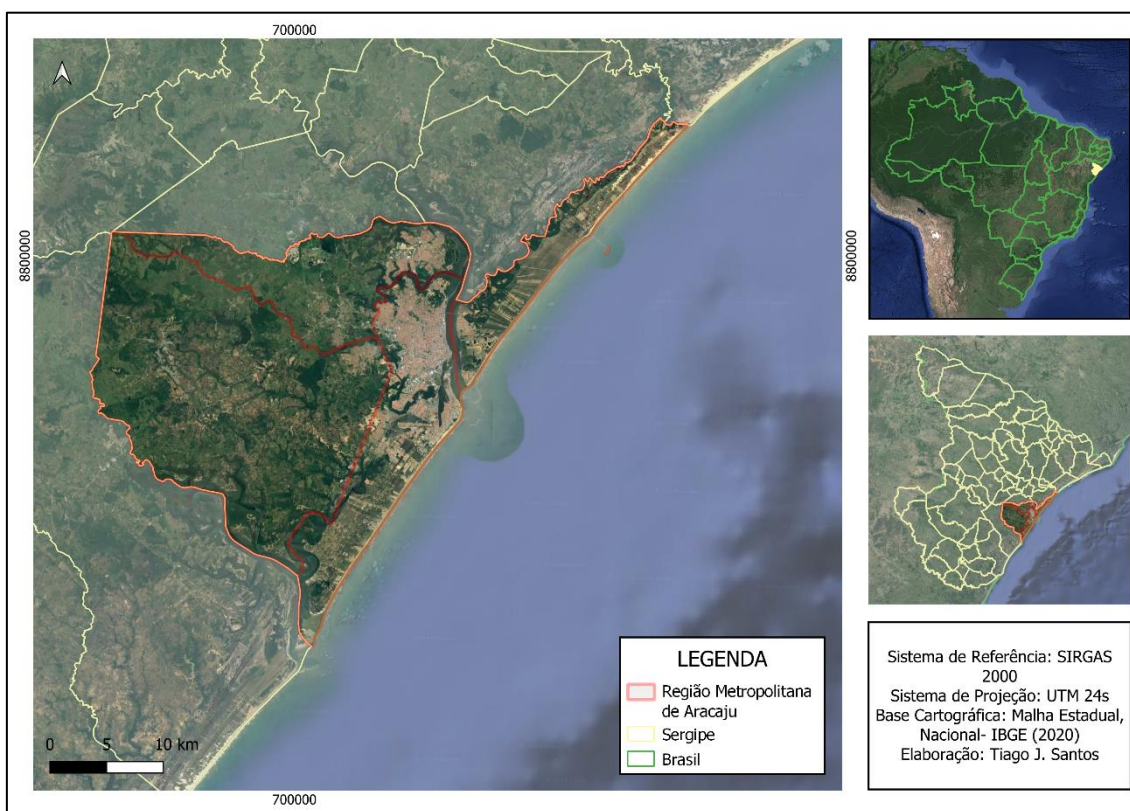 700000
8800000
8800000
LEGENDA
Região Metropolitana
de Aracaju
Sergipe
Brasil
0 5 10 km
700000
Sistema de Referência: SIRGAS
2000
Sistema de Projeção: UTM 24s
Base Cartográfica: Malha Estadual,
Nacional- IBGE (2020)
Elaboração: Tiago J. Santos